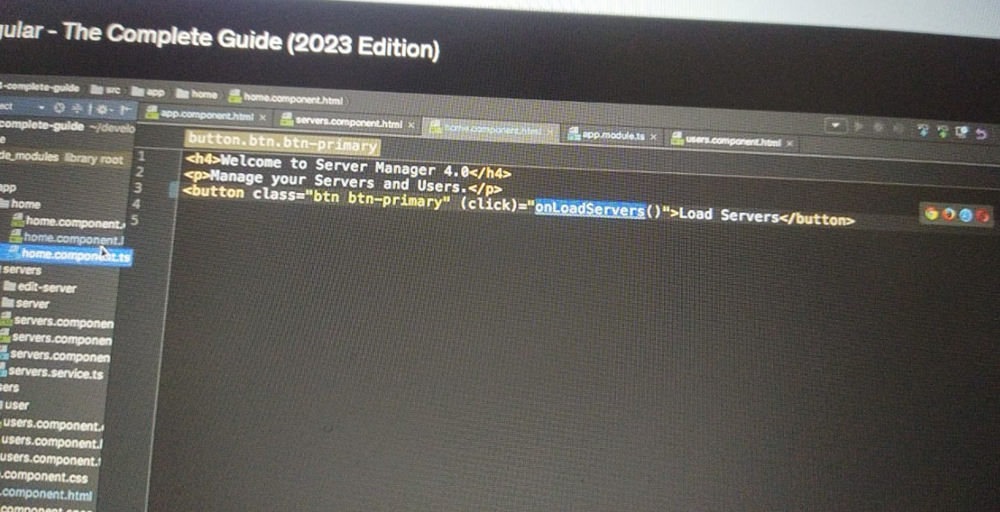 - The Complete Guide (2023 Edition)
-complete-guide src app home home.component.html
app.component.html × servers.component.html × home.component.html × app.module.ts × users.component.html ×
complete-guide ~/develo
library root
button.btn.btn-primary
1 <h4>Welcome to Server Manager 4.0</h4>
2 <p>Manage your Servers and Users.</p>
3 <button class="btn btn-primary" (click)="onLoadServers()">Load Servers</button>
4
5
app
home
home.component.
home.component.
home.component.ts
servers
edit-server
server
servers.componen
servers.componen
servers.componen
servers.service.ts
user
users.component.
users.component.
users.component.
.component.css
.component.html